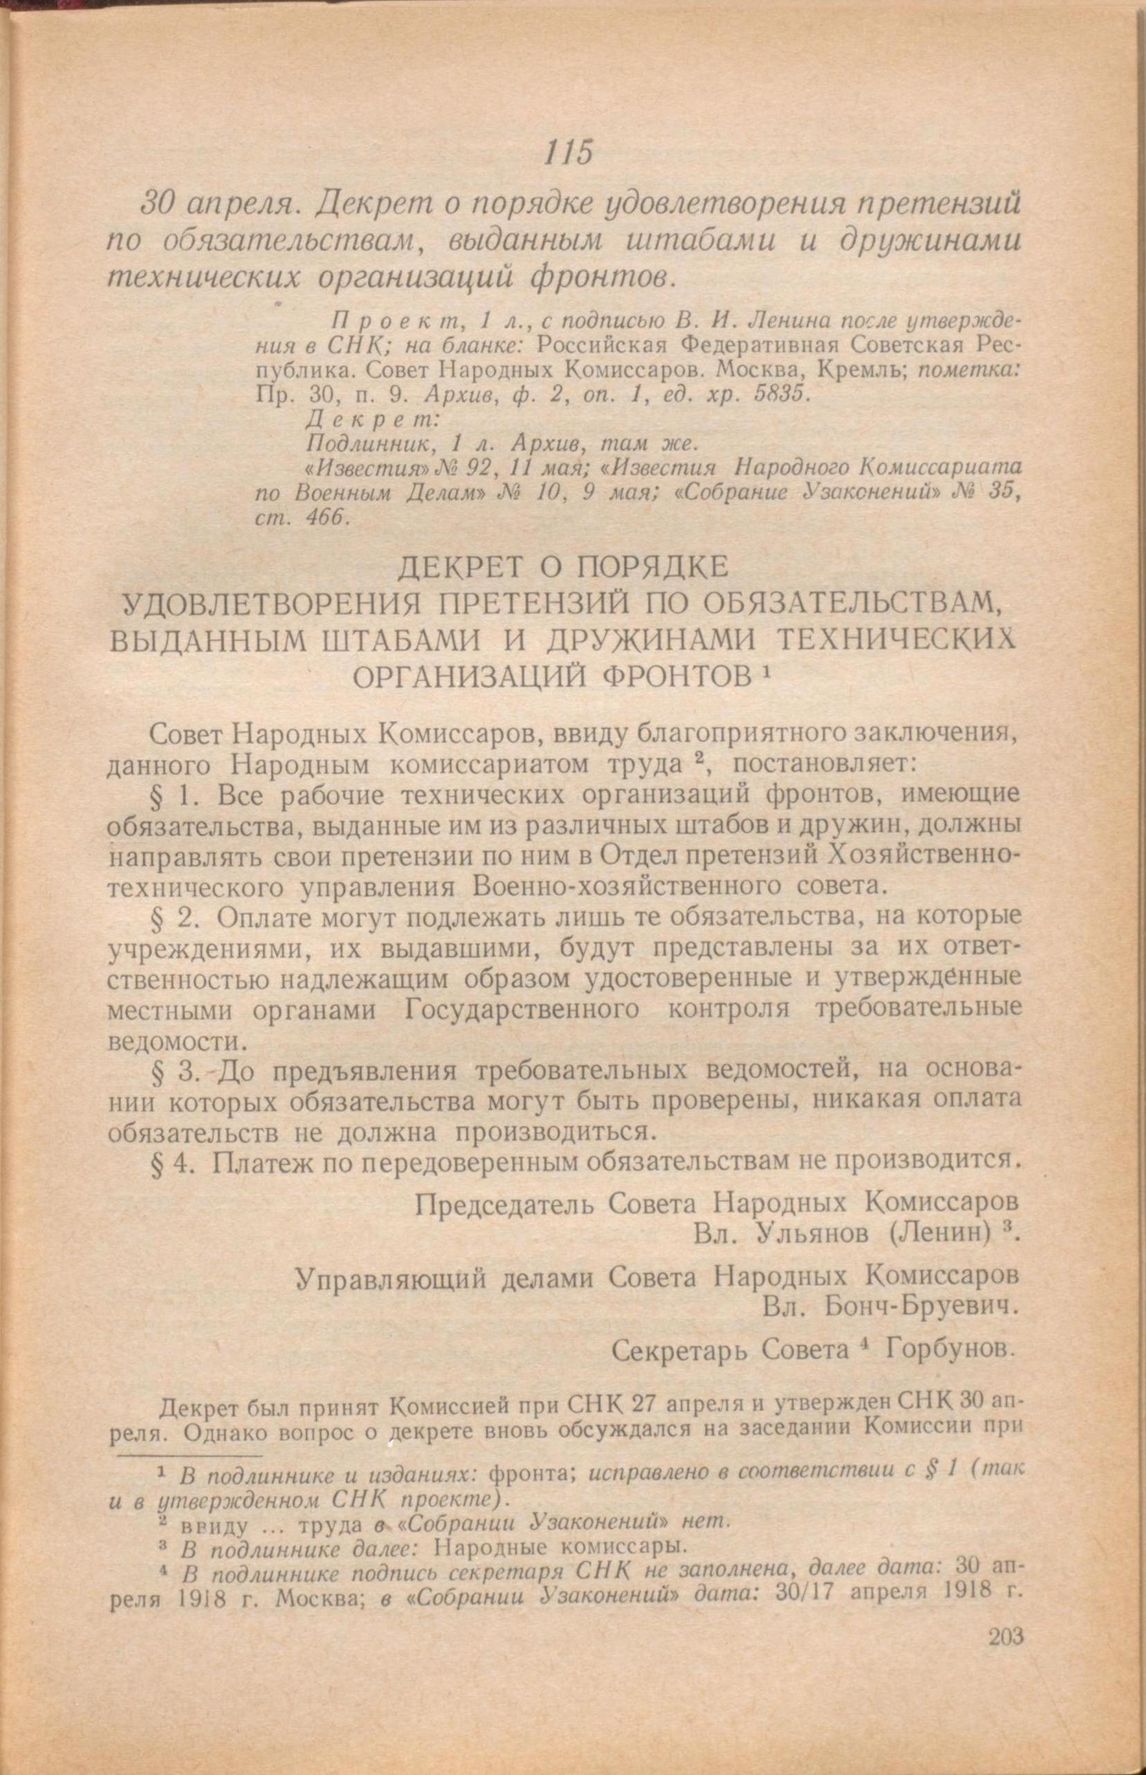 115
30 апреля. Декрет о порядке удовлетворения претензий
по обязательствам, выданным штабами и дружинами
технических организаций фронтов.
Проект, 1 л., с подписью В. И. Ленина после утвержде-
ния в СНК; на бланке: Российская Федеративная Советская Рес-
публика. Совет Народных Комиссаров. Москва, Кремль; пометка:
Пр. 30, п. 9. Архив, ф. 2, оп. 1, ед. хр. 5835.
Декрет:
Подлинник, 1 л. Архив, там же.
«Известия» № 92, 11 мая; «Известия Народного Комиссариата
по Военным Делам» № 10, 9 мая; «Собрание Узаконений» № 35,
ст. 466.
ДЕКРЕТ О ПОРЯДКЕ
УДОВЛЕТВОРЕНИЯ ПРЕТЕНЗИЙ ПО ОБЯЗАТЕЛЬСТВАМ,
ВЫДАННЫМ ШТАБАМИ И ДРУЖИНАМИ ТЕХНИЧЕСКИХ
ОРГАНИЗАЦИЙ ФРОНТОВ ¹
Совет Народных Комиссаров, ввиду благоприятного заключения,
данного Народным комиссариатом труда ², постановляет:
§ 1. Все рабочие технических организаций фронтов, имеющие
обязательства, выданные им из различных штабов и дружин, должны
направлять свои претензии по ним в Отдел претензий Хозяйственно-
технического управления Военно-хозяйственного совета.
§ 2. Оплате могут подлежать лишь те обязательства, на которые
учреждениями, их выдавшими, будут представлены за их ответ-
ственностью надлежащим образом удостоверенные и утвержденные
местными органами Государственного контроля требовательные
ведомости.
§ 3. До предъявления требовательных ведомостей, на основа-
нии которых обязательства могут быть проверены, никакая оплата
обязательств не должна производиться.
§ 4. Платеж по передоверенным обязательствам не производится.
Председатель Совета Народных Комиссаров
Вл. Ульянов (Ленин) ³.
Управляющий делами Совета Народных Комиссаров
Вл. Бонч-Бруевич.
Секретарь Совета ⁴ Горбунов.
Декрет был принят Комиссией при СНК 27 апреля и утвержден СНК 30 ап-
реля. Однако вопрос о декрете вновь обсуждался на заседании Комиссии при
¹ В подлиннике и изданиях: фронта; исправлено в соответствии с § 1 (так
и в утвержденном СНК проекте).
² ввиду ... труда в «Собрании Узаконений» нет.
³ В подлиннике далее: Народные комиссары.
⁴ В подлиннике подпись секретаря СНК не заполнена, далее дата: 30 ап-
реля 1918 г. Москва; в «Собрании Узаконений» дата: 30/17 апреля 1918 г.
203